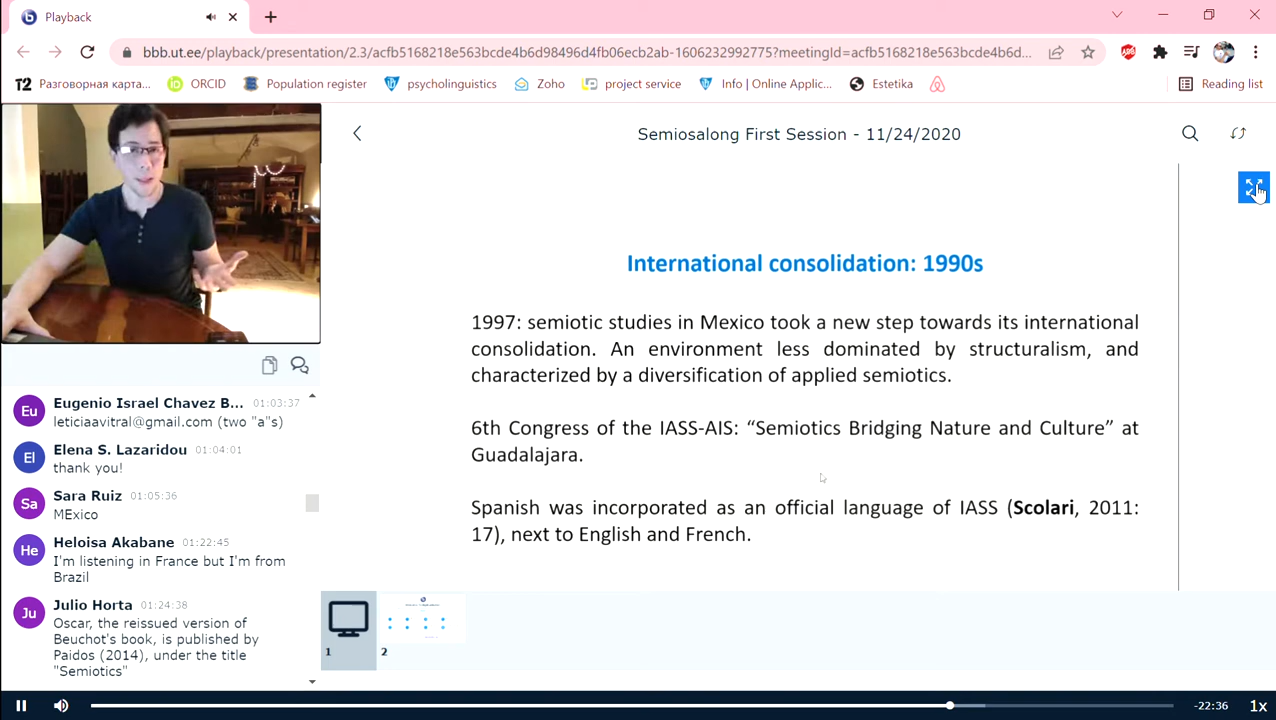 Playback
bbb.ut.ee/playback/presentation/2.3/acfb5168218e563bcde4b6d98496d4fb06ecb2ab-1606232992775?meetingId=acfb5168218e563bcde4b6d...
T2 Разговорная карта... ORCID Population register psycholinguistics Zoho project service Info | Online Applic... Estetika Reading list
Semiosalong First Session - 11/24/2020
International consolidation: 1990s
1997: semiotic studies in Mexico took a new step towards its international
consolidation. An environment less dominated by structuralism, and
characterized by a diversification of applied semiotics.
6th Congress of the IASS-AIS: “Semiotics Bridging Nature and Culture” at
Guadalajara.
Spanish was incorporated as an official language of IASS (Scolari, 2011:
17), next to English and French.
Eu Eugenio Israel Chavez B... 01:03:37
leticiaavitral@gmail.com (two "a"s)
El Elena S. Lazaridou 01:04:01
thank you!
Sa Sara Ruiz 01:05:36
MExico
He Heloisa Akabane 01:22:45
I'm listening in France but I'm from
Brazil
Ju Julio Horta 01:24:38
Oscar, the reissued version of
Beuchot's book, is published by
Paidos (2014), under the title
"Semiotics"
1 2
-22:36 1x